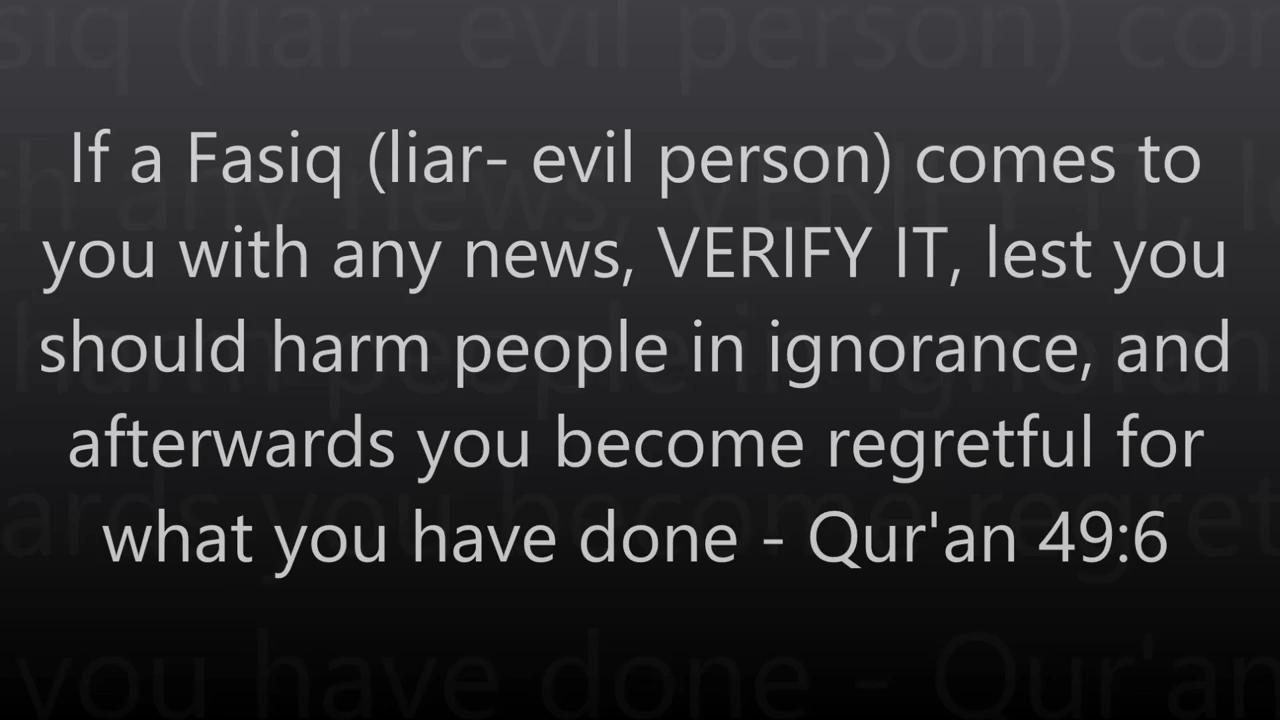 If a Fasiq (liar- evil person) comes to
you with any news, VERIFY IT, lest you
should harm people in ignorance, and
afterwards you become regretful for
what you have done - Qur'an 49:6